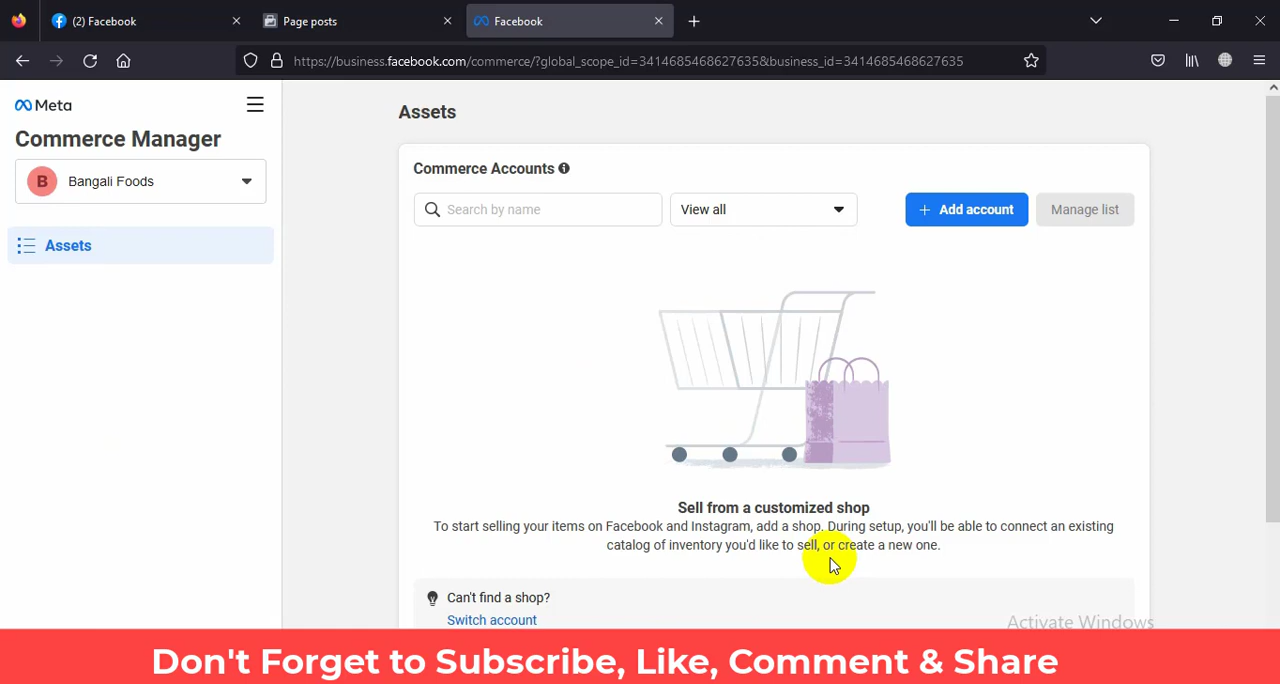 (2) Facebook
Page posts
Facebook
https://business.facebook.com/commerce/?global_scope_id=3414685468627635&business_id=3414685468627635
Meta
Commerce Manager
B Bangali Foods
Assets
Assets
Commerce Accounts
Search by name
View all
+ Add account
Manage list
Sell from a customized shop
To start selling your items on Facebook and Instagram, add a shop. During setup, you'll be able to connect an existing
catalog of inventory you'd like to sell, or create a new one.
Can't find a shop?
Switch account
Activate Windows
Don't Forget to Subscribe, Like, Comment & Share